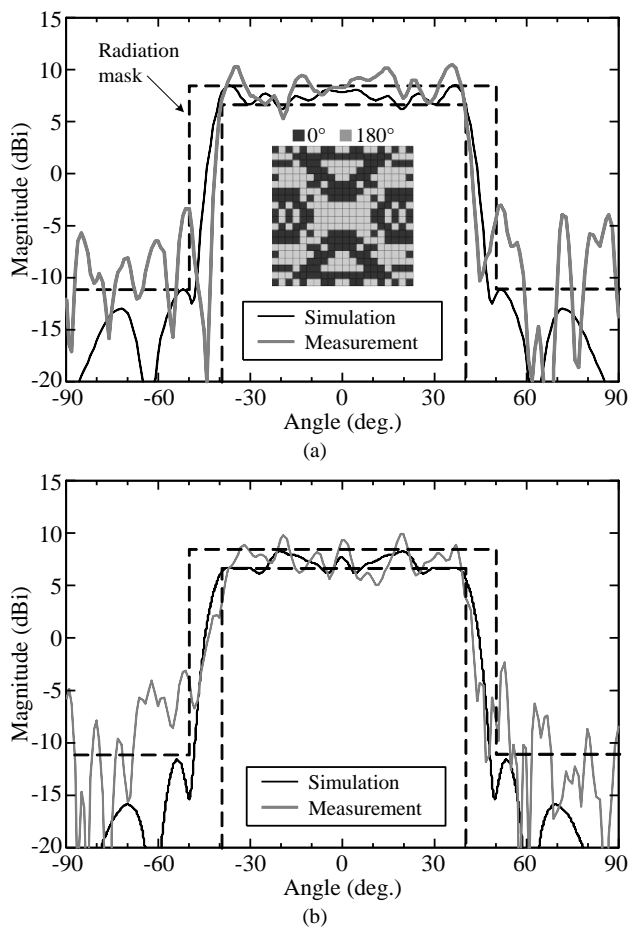 15
10
5
0
-5
-10
-15
-20
Magnitude (dBi)
Radiation
mask
0° 180°
Simulation
Measurement
-90 -60 -30 0 30 60 90
Angle (deg.)
(a)
15
10
5
0
-5
-10
-15
-20
Magnitude (dBi)
Simulation
Measurement
-90 -60 -30 0 30 60 90
Angle (deg.)
(b)